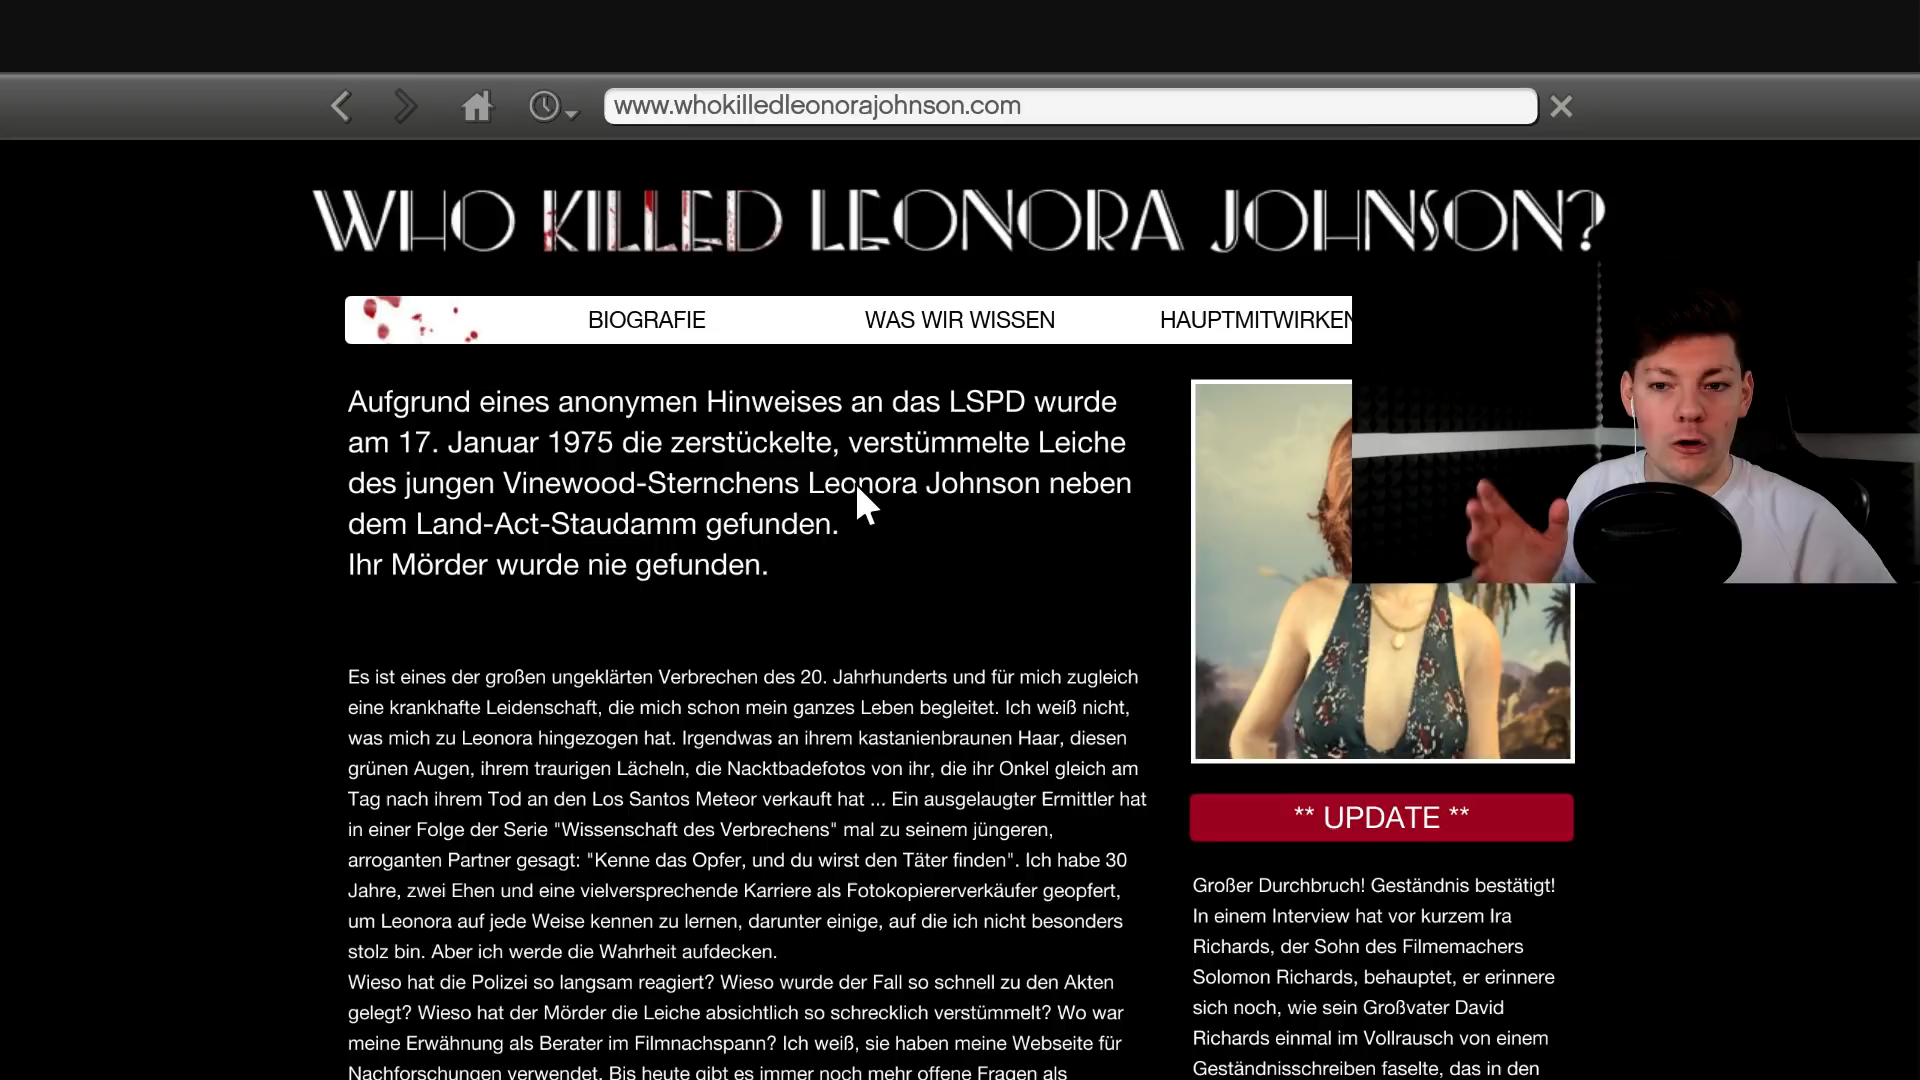 www.whokilledleonorajohnson.com
WHO KILLED LEONORA JOHNSON?
BIOGRAFIE WAS WIR WISSEN HAUPTMITWIRKEN
Aufgrund eines anonymen Hinweises an das LSPD wurde
am 17. Januar 1975 die zerstückelte, verstümmelte Leiche
des jungen Vinewood-Sternchens Leonora Johnson neben
dem Land-Act-Staudamm gefunden.
Ihr Mörder wurde nie gefunden.
Es ist eines der großen ungeklärten Verbrechen des 20. Jahrhunderts und für mich zugleich
eine krankhafte Leidenschaft, die mich schon mein ganzes Leben begleitet. Ich weiß nicht,
was mich zu Leonora hingezogen hat. Irgendwas an ihrem kastanienbraunen Haar, diesen
grünen Augen, ihrem traurigen Lächeln, die Nacktbadefotos von ihr, die ihr Onkel gleich am
Tag nach ihrem Tod an den Los Santos Meteor verkauft hat ... Ein ausgelaugter Ermittler hat
in einer Folge der Serie "Wissenschaft des Verbrechens" mal zu seinem jüngeren,
arroganten Partner gesagt: "Kenne das Opfer, und du wirst den Täter finden". Ich habe 30
Jahre, zwei Ehen und eine vielversprechende Karriere als Fotokopiererverkäufer geopfert,
um Leonora auf jede Weise kennen zu lernen, darunter einige, auf die ich nicht besonders
stolz bin. Aber ich werde die Wahrheit aufdecken.
Wieso hat die Polizei so langsam reagiert? Wieso wurde der Fall so schnell zu den Akten
gelegt? Wieso hat der Mörder die Leiche absichtlich so schrecklich verstümmelt? Wo war
meine Erwähnung als Berater im Filmnachspann? Ich weiß, sie haben meine Webseite für
Nachforschungen verwendet. Bis heute gibt es immer noch mehr offene Fragen als
** UPDATE **
Großer Durchbruch! Geständnis bestätigt!
In einem Interview hat vor kurzem Ira
Richards, der Sohn des Filmemachers
Solomon Richards, behauptet, er erinnere
sich noch, wie sein Großvater David
Richards einmal im Vollrausch von einem
Geständnisschreiben faselte, das in den